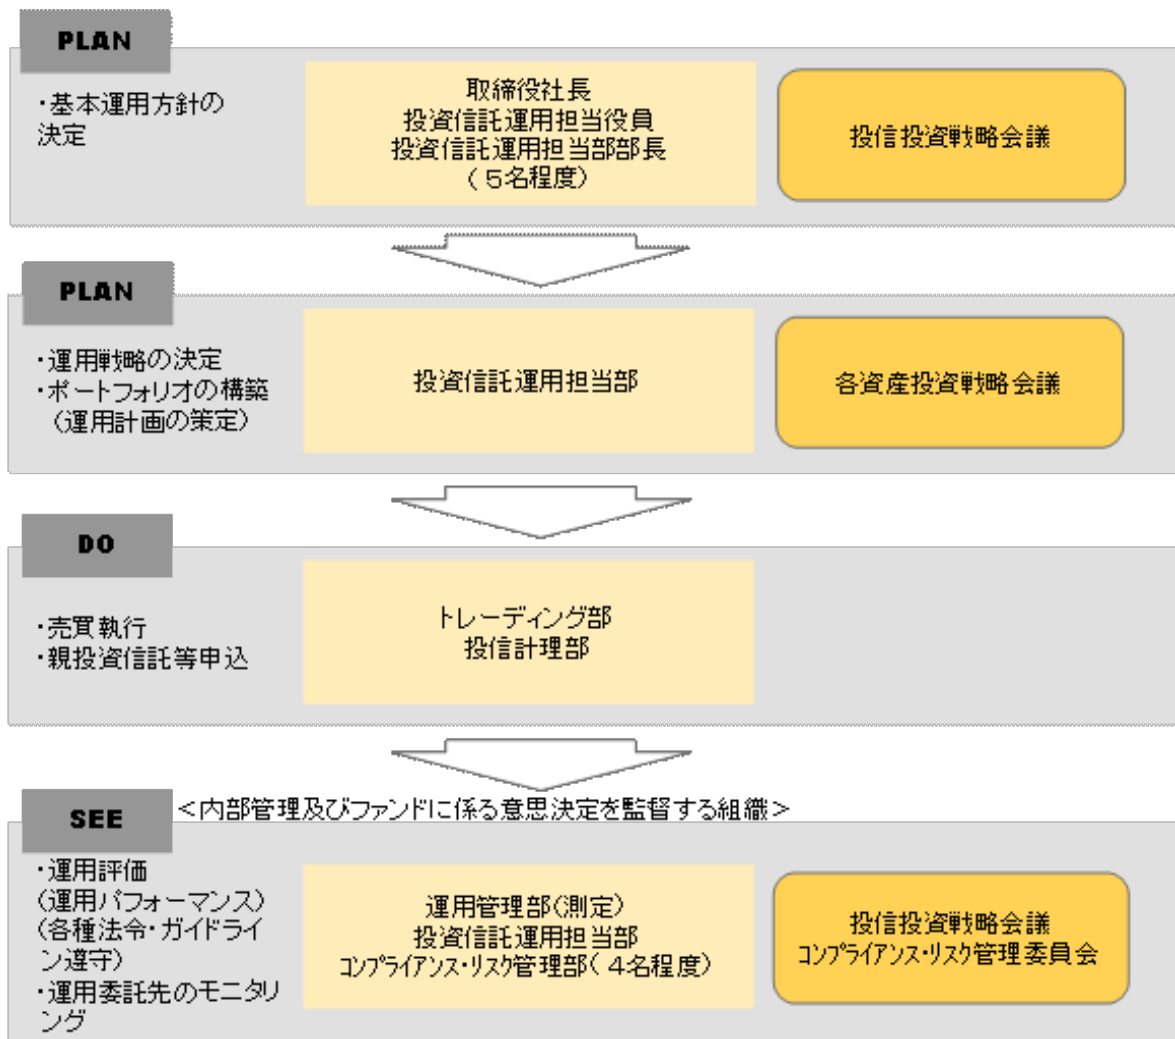 PLAN
・基本運用方針の
決定
取締役社長
投資信託運用担当役員
投資信託運用担当部部長
（５名程度）
投信投資戦略会議
PLAN
・運用戦略の決定
・ポートフォリオの構築
（運用計画の策定）
投資信託運用担当部
各資産投資戦略会議
DO
・売買執行
・親投資信託等申込
トレーディング部
投信計理部
SEE
＜内部管理及びファンドに係る意思決定を監督する組織＞
・運用評価
（運用パフォーマンス）
（各種法令・ガイドライ
ン遵守）
・運用委託先のモニタリ
ング
運用管理部（測定）
投資信託運用担当部
ｺﾝﾌﾟﾗｲｱﾝｽ・ﾘｽｸ管理部（４名程度）
投信投資戦略会議
ｺﾝﾌﾟﾗｲｱﾝｽ・ﾘｽｸ管理委員会